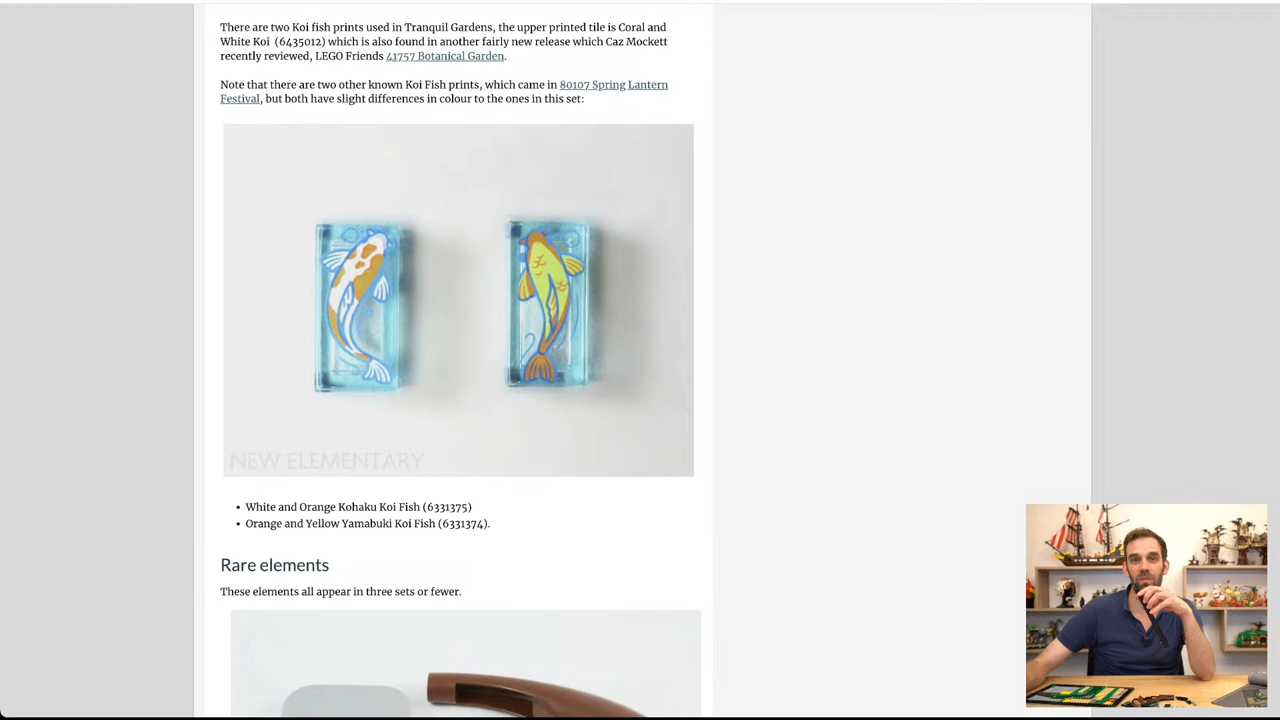 There are two Koi fish prints used in Tranquil Gardens, the upper printed tile is Coral and
White Koi (6435012) which is also found in another fairly new release which Caz Mockett
recently reviewed, LEGO Friends 41757 Botanical Garden.
Note that there are two other known Koi Fish prints, which came in 80107 Spring Lantern
Festival, but both have slight differences in colour to the ones in this set:
NEW ELEMENTARY
• White and Orange Kohaku Koi Fish (6331375)
• Orange and Yellow Yamabuki Koi Fish (6331374).
Rare elements
These elements all appear in three sets or fewer.